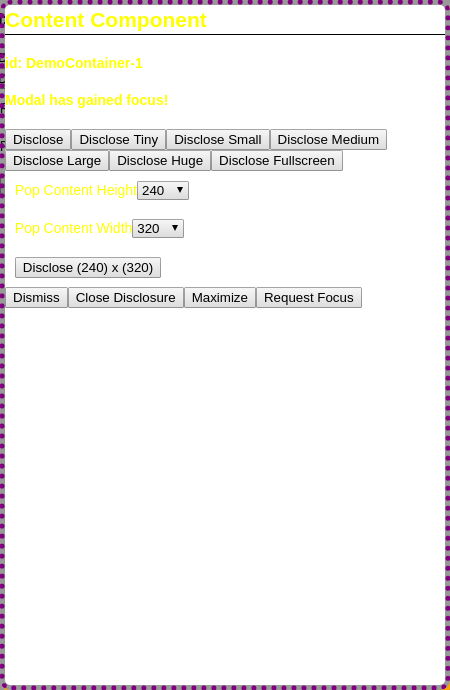 Content Component
id: DemoContainer-1
Modal has gained focus!
Disclose Disclose Tiny Disclose Small Disclose Medium
Disclose Large Disclose Huge Disclose Fullscreen
Pop Content Height 240
Pop Content Width 320
Disclose (240) x (320)
Dismiss Close Disclosure Maximize Request Focus